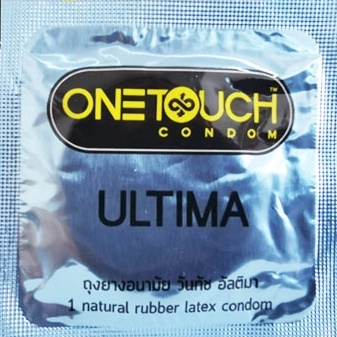 ONETOUCH™
CONDOM
ULTIMA
ถุงยางอนามัย วันทัช อัลติมา
1 natural rubber latex condom